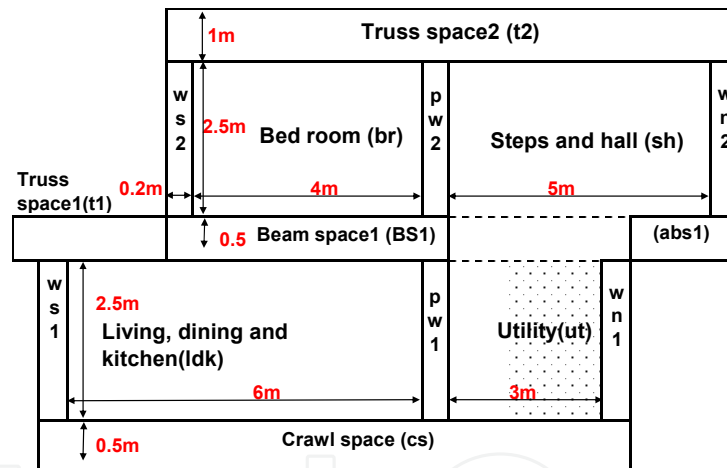 Truss space2 (t2)
1m
w
s
2
p
w
2
w
n
2
2.5m
Bed room (br)
Steps and hall (sh)
Truss
space1(t1)
0.2m
4m
5m
0.5
Beam space1 (BS1)
(abs1)
w
s
1
2.5m
p
w
1
w
n
1
Living, dining and
kitchen(ldk)
Utility(ut)
6m
3m
0.5m
Crawl space (cs)